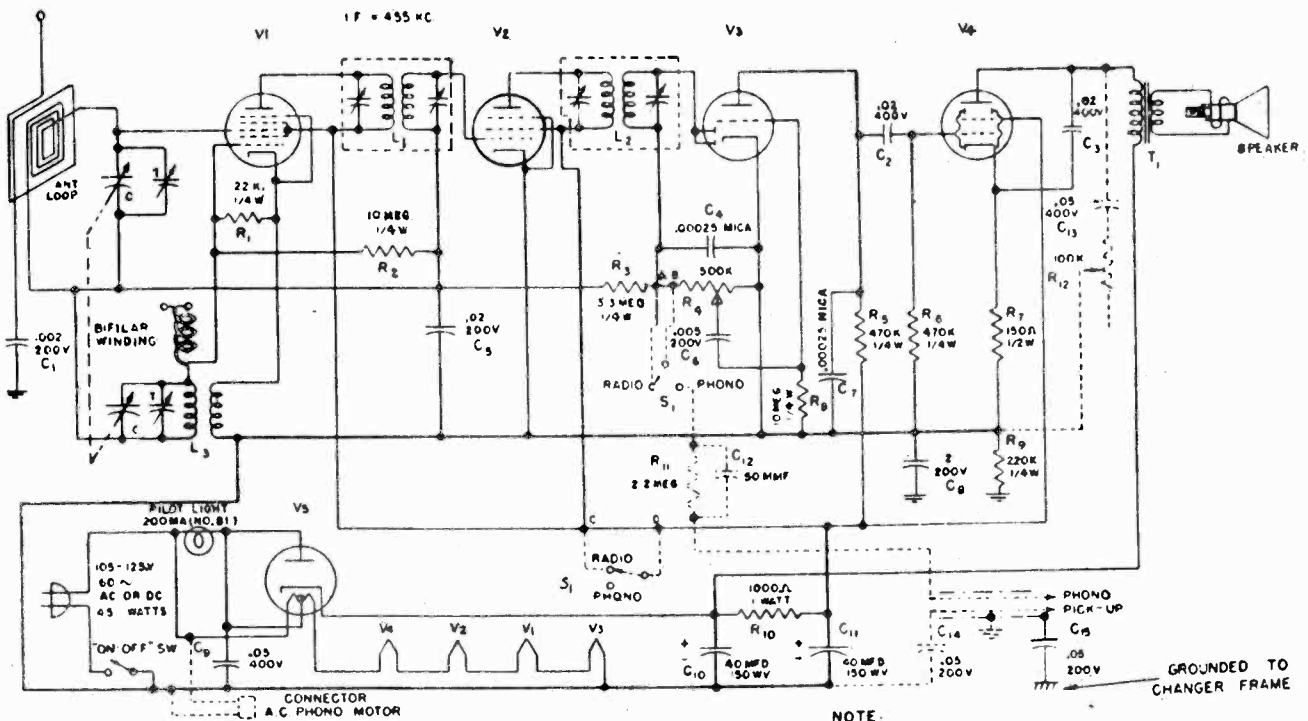 I F = 455 KC
V1
V2
V3
V4
ANT
LOOP
C
T
22 K
1/4 W
R1
10 MEG
1/4 W
R2
L1
L2
.02
400V
C2
.02
400V
C3
T1
SPEAKER
.05
400V
C13
100K
R12
C4
.00025 MICA
R3
3.3 MEG
1/4 W
A
B
500K
R4
.005
200V
C6
.00025 MICA
C7
R5
470K
1/4 W
R6
470K
1/4 W
R7
150Ω
1/2 W
.002
200V
C1
BIFILAR
WINDING
.02
200V
C5
RADIO
PHONO
S1
10 MEG
1/4 W
R8
T
C
L3
R11
2.2 MEG
C12
50 MMF
2
200V
C8
R9
220K
1/4 W
PILOT LIGHT
200MA (NO. 81)
V5
105-125V
60 ~
AC OR DC
45 WATTS
"ON-OFF" SW
C9
.05
400V
V4
V2
V1
V3
C
D
RADIO
S1
PHONO
1000Ω
1 WATT
R10
C10
40 MFD
150 WV
C11
40 MFD
150 WV
C14
.05
200V
PHONO
PICK-UP
C15
.05
200V
GROUNDED TO
CHANGER FRAME
CONNECTOR
A.C. PHONO MOTOR
NOTE